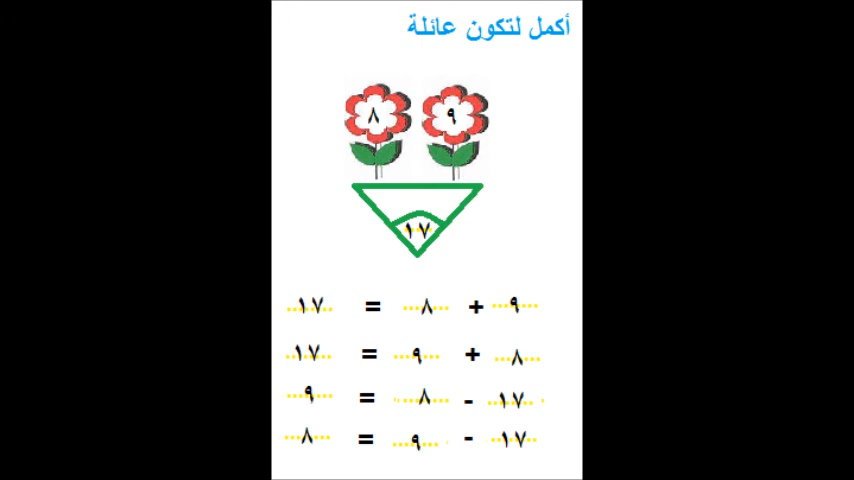 أكمل لتكون عائلة
٨ ٩
١٧
٩ + ٨ = ١٧
٨ + ٩ = ١٧
١٧ - ٨ = ٩
١٧ - ٩ = ٨